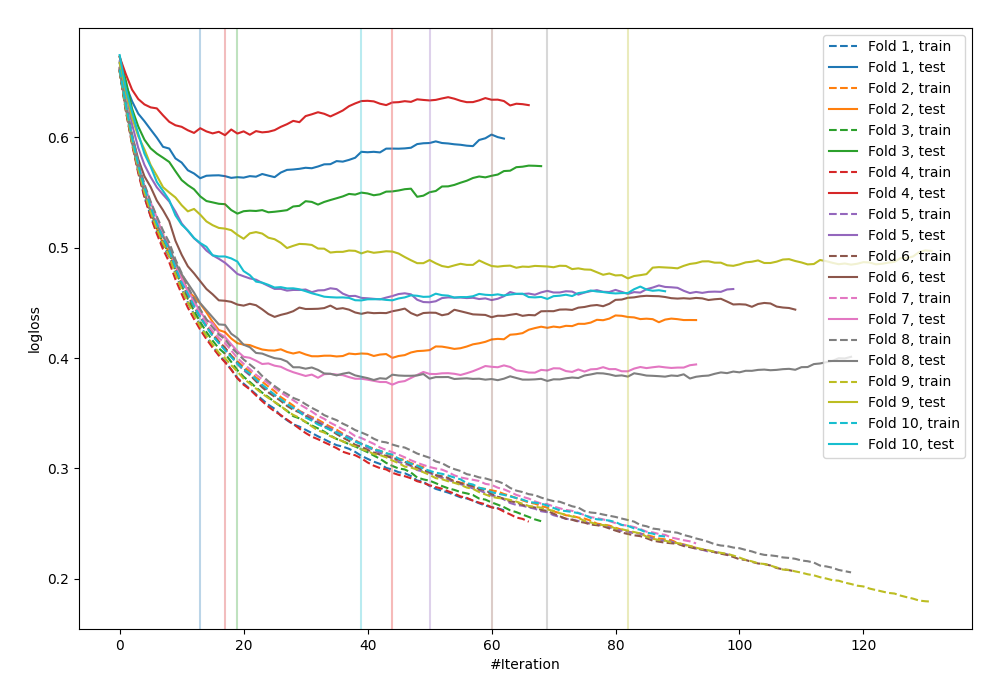 logloss
0.6
0.5
0.4
0.3
0.2
0
20
40
60
80
100
120
#Iteration
Fold 1, train
Fold 1, test
Fold 2, train
Fold 2, test
Fold 3, train
Fold 3, test
Fold 4, train
Fold 4, test
Fold 5, train
Fold 5, test
Fold 6, train
Fold 6, test
Fold 7, train
Fold 7, test
Fold 8, train
Fold 8, test
Fold 9, train
Fold 9, test
Fold 10, train
Fold 10, test